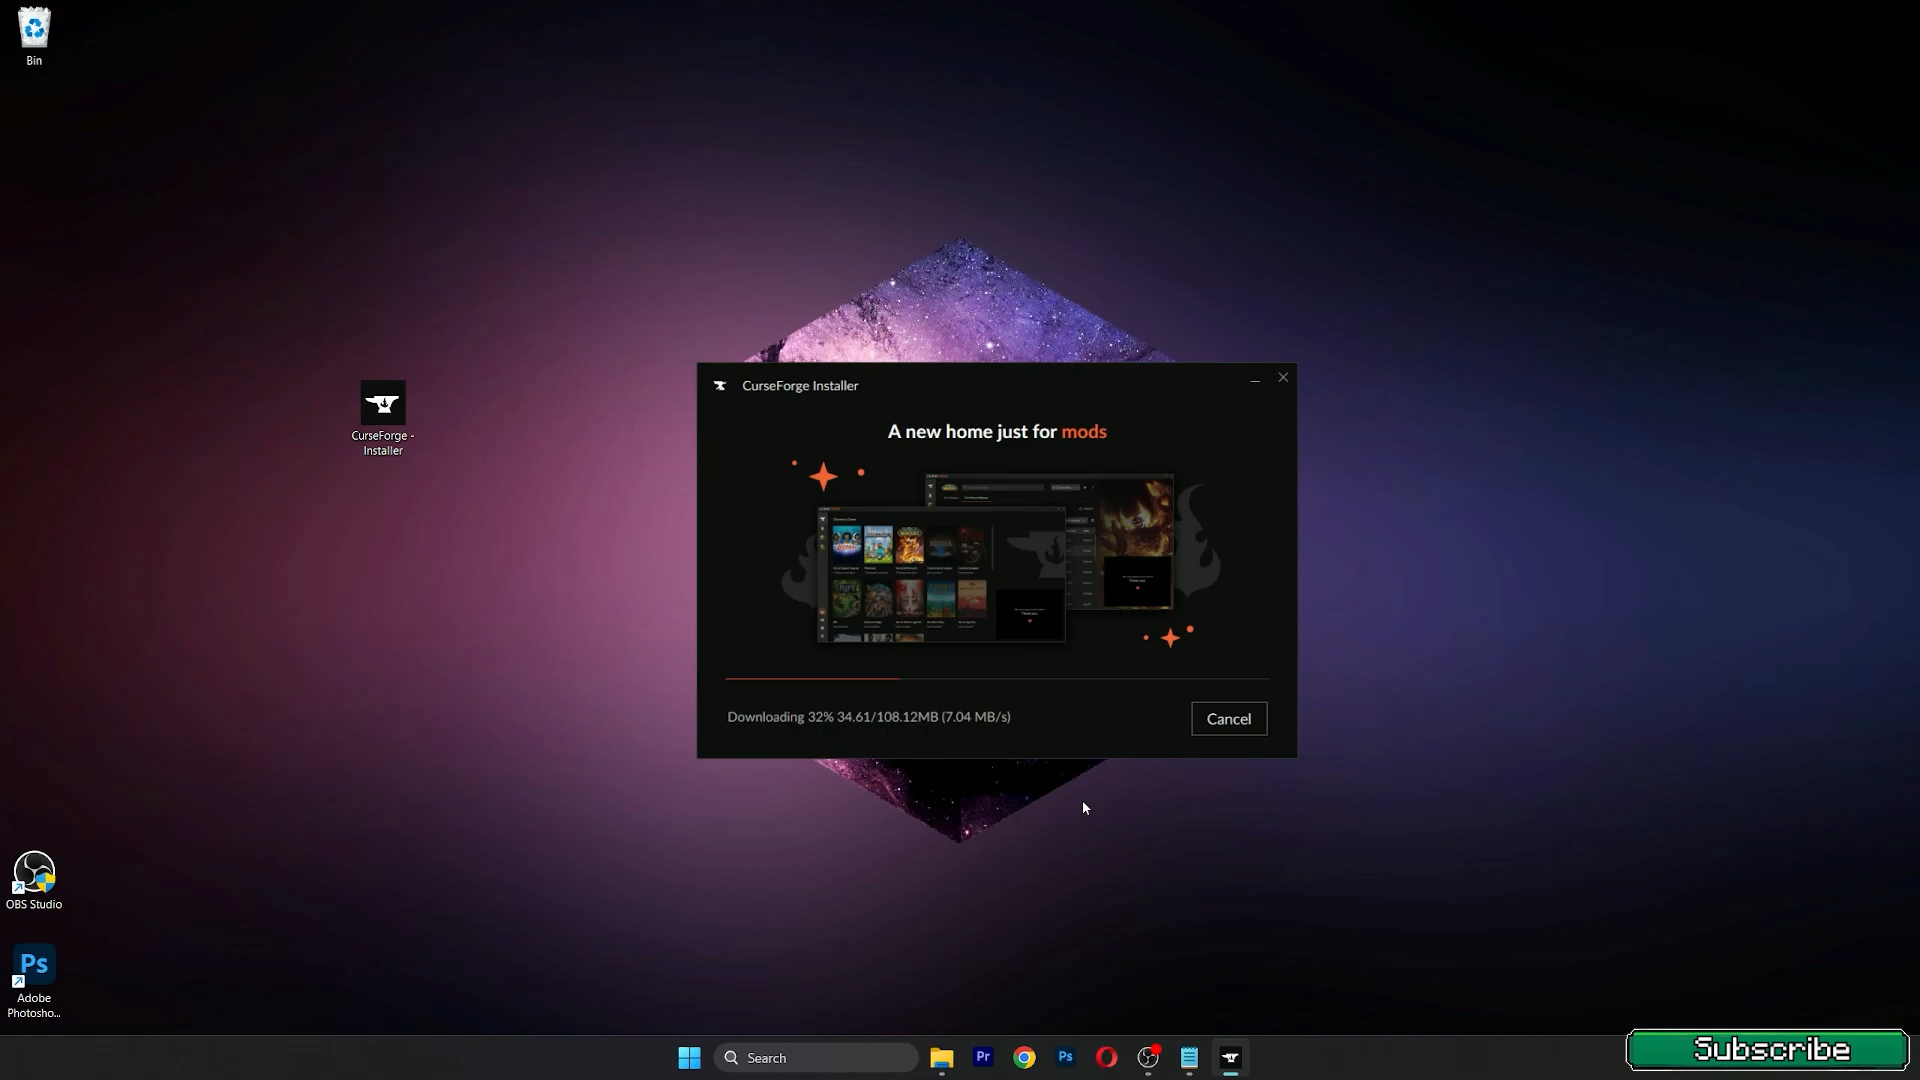 Bin
CurseForge Installer
A new home just for mods
CurseForge -
Installer
Downloading 32% 34.61/108.12MB (7.04 MB/s)
Cancel
OBS Studio
Ps
Adobe
Photosho...
Search
Pr
Ps
Subscribe